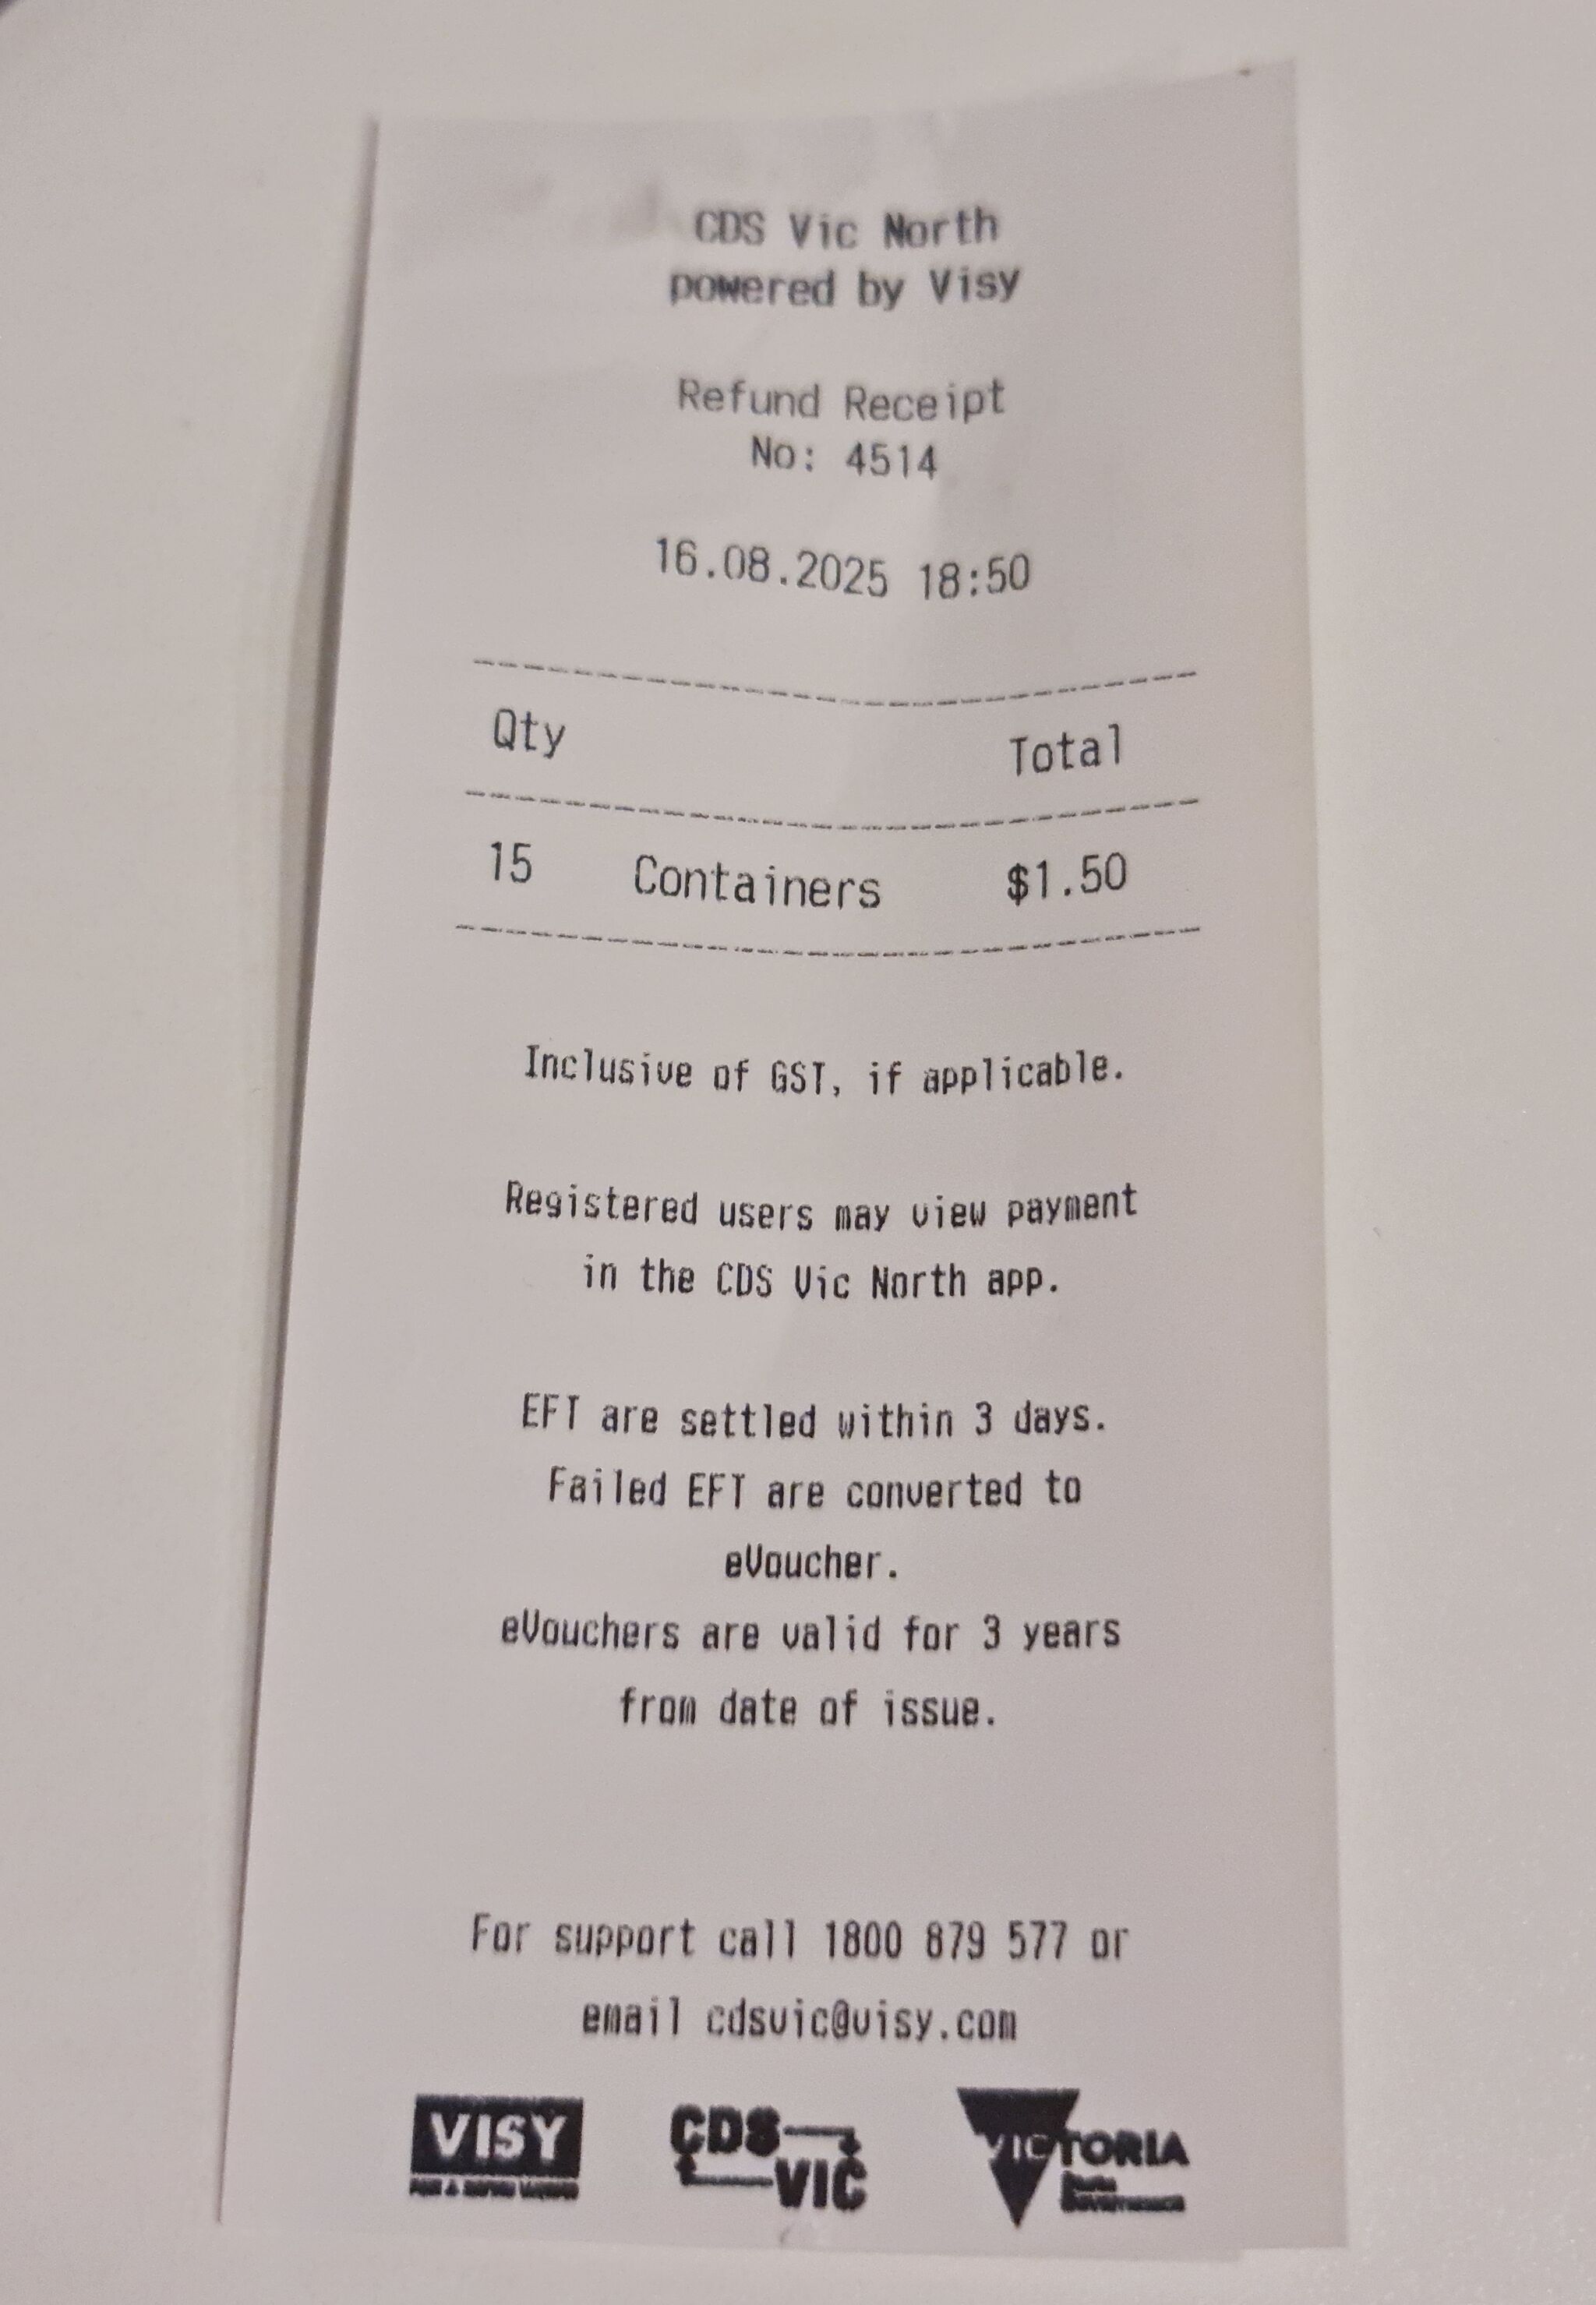 CDS Vic North
powered by Visy
Refund Receipt
No: 4514
16.08.2025 18:50
Qty Total
15 Containers $1.50
Inclusive of GST, if applicable.
Registered users may view payment
in the CDS Vic North app.
EFT are settled within 3 days.
Failed EFT are converted to
eVoucher.
eVouchers are valid for 3 years
from date of issue.
For support call 1800 879 577 or
email cdsvic@visy.com
VISY
CDS
VIC
VICTORIA